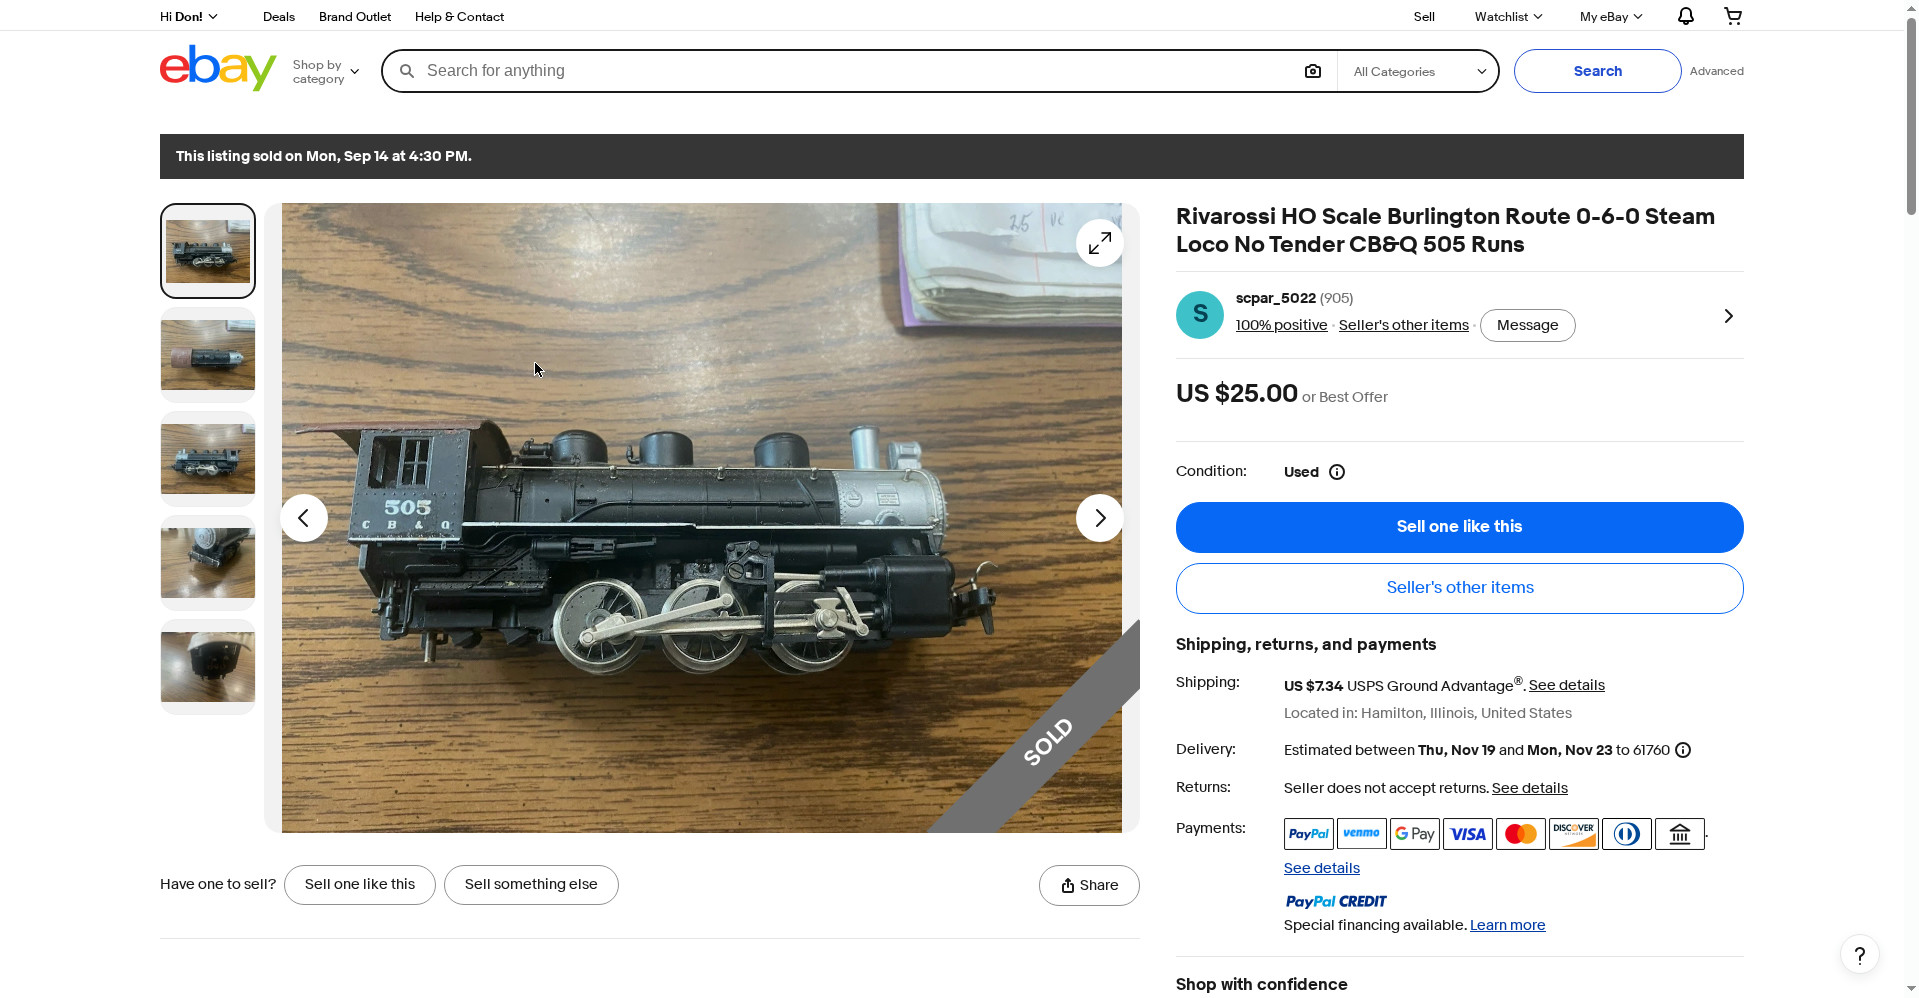 Hi Don!
Deals
Brand Outlet
Help & Contact
Sell
Watchlist
My eBay
ebay
Shop by
category
Search for anything
All Categories
Search
Advanced
This listing sold on Mon, Sep 14 at 4:30 PM.
25
505
C B & Q
SOLD
Rivarossi HO Scale Burlington Route 0-6-0 Steam
Loco No Tender CB&Q 505 Runs
S
scpar_5022 (905)
100% positive · Seller's other items · Message
US $25.00 or Best Offer
Condition: Used
Sell one like this
Seller's other items
Shipping, returns, and payments
Shipping: US $7.34 USPS Ground Advantage®. See details
Located in: Hamilton, Illinois, United States
Delivery: Estimated between Thu, Nov 19 and Mon, Nov 23 to 61760
Returns: Seller does not accept returns. See details
Payments: PayPal venmo G Pay VISA DISCOVER .
See details
PayPal CREDIT
Special financing available. Learn more
Have one to sell? Sell one like this Sell something else
Share
Shop with confidence
?